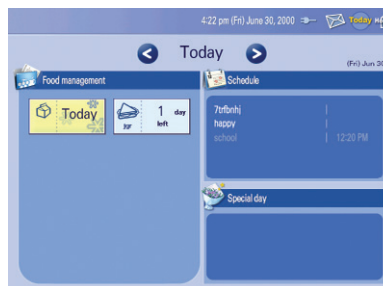 4:22 pm (Fri) June 30, 2000
Today
Today
(Fri) Jun 30
Food management
Schedule
Today
1 day
left
7trfbnhj
happy
school 12:20 PM
Special day